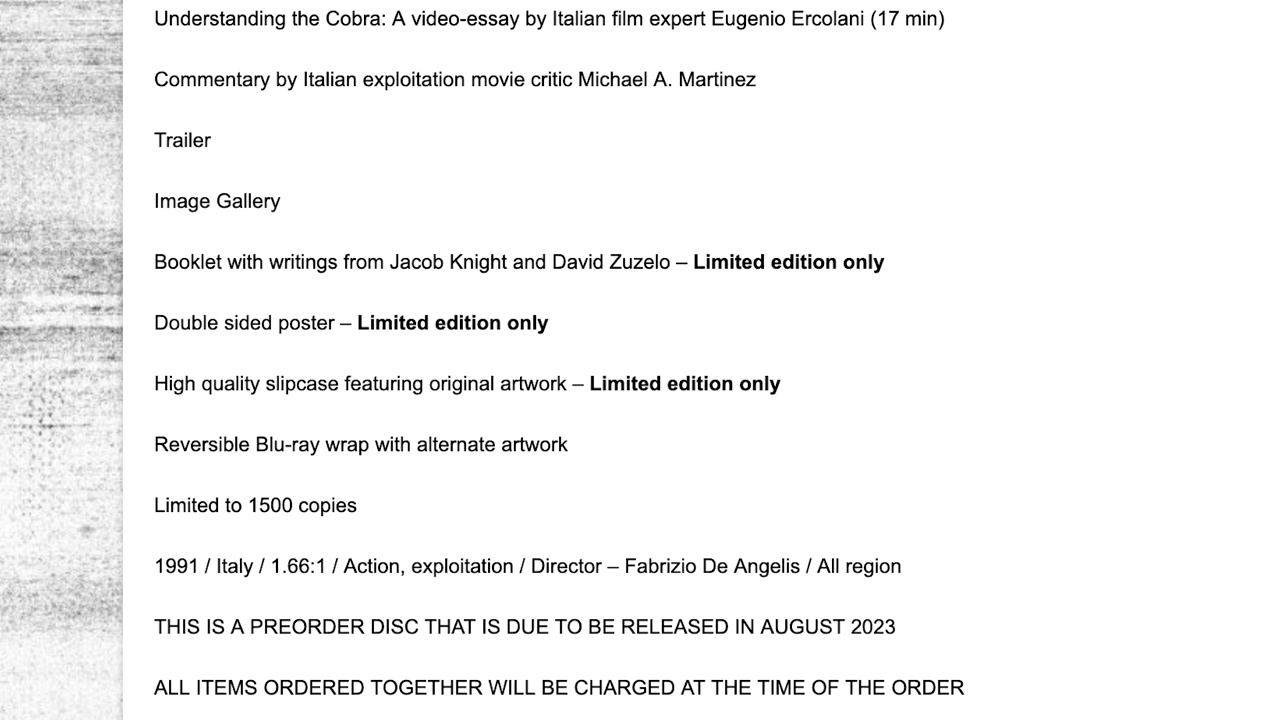 Understanding the Cobra: A video-essay by Italian film expert Eugenio Ercolani (17 min)
Commentary by Italian exploitation movie critic Michael A. Martinez
Trailer
Image Gallery
Booklet with writings from Jacob Knight and David Zuzelo – Limited edition only
Double sided poster – Limited edition only
High quality slipcase featuring original artwork – Limited edition only
Reversible Blu-ray wrap with alternate artwork
Limited to 1500 copies
1991 / Italy / 1.66:1 / Action, exploitation / Director – Fabrizio De Angelis / All region
THIS IS A PREORDER DISC THAT IS DUE TO BE RELEASED IN AUGUST 2023
ALL ITEMS ORDERED TOGETHER WILL BE CHARGED AT THE TIME OF THE ORDER